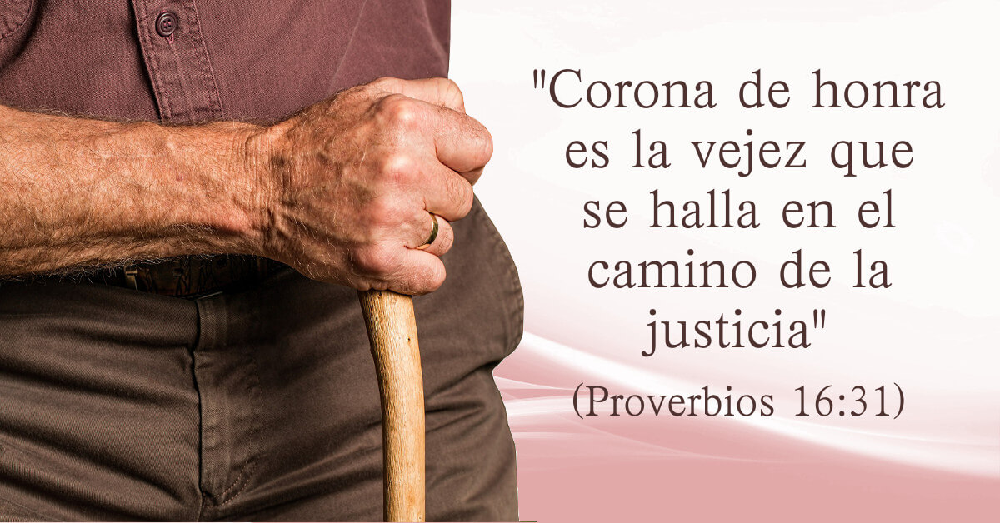 "Corona de honra
es la vejez que
se halla en el
camino de la
justicia"
(Proverbios 16:31)